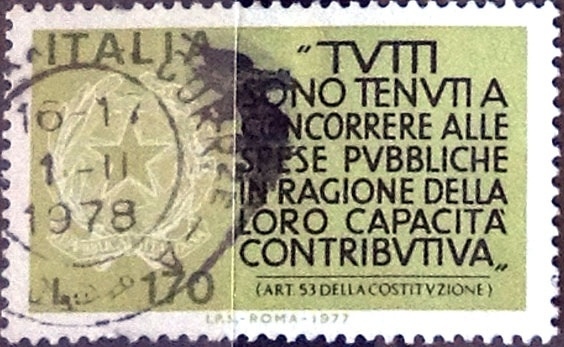 ITALIA
16-17
1.-II
1978
L. 170
“TVTTI
SONO TENVTI A
CONCORRERE ALLE
SPESE PVBBLICHE
IN RAGIONE DELLA
LORO CAPACITA'
CONTRIBVTIVA„
(ART. 53 DELLA COSTITVZIONE)
I.P.S.-ROMA-1977